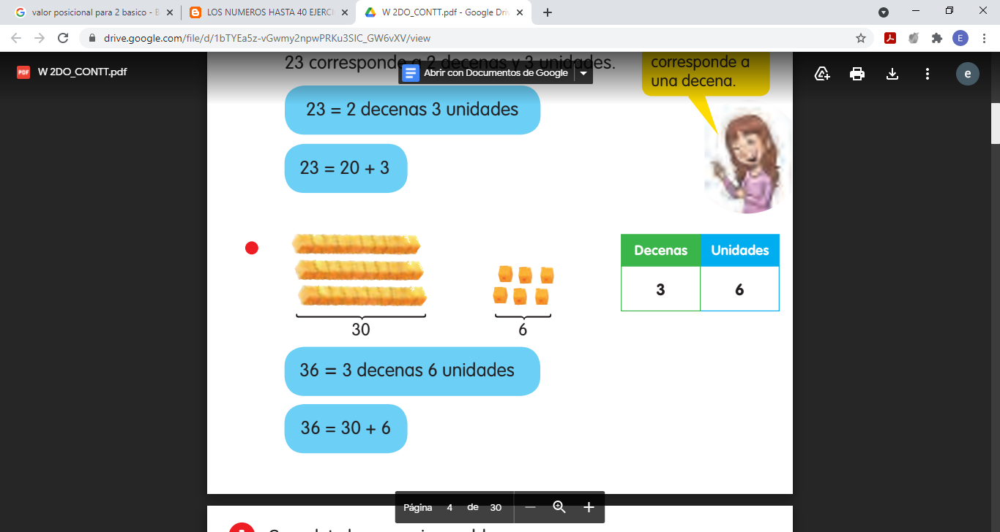 valor posicional para 2 basico - B
LOS NUMEROS HASTA 40 EJERCI
W 2DO_CONTT.pdf - Google Driv
drive.google.com/file/d/1bTYEa5z-vGwmy2npwPRKu3SIC_GW6vXV/view
E
PDF W 2DO_CONTT.pdf
e
23 corresponde a 2 decenas y 3 unidades.
Abrir con Documentos de Google
corresponde a
una decena.
23 = 2 decenas 3 unidades
23 = 20 + 3
Decenas Unidades
3 6
30 6
36 = 3 decenas 6 unidades
36 = 30 + 6
Página 4 de 30